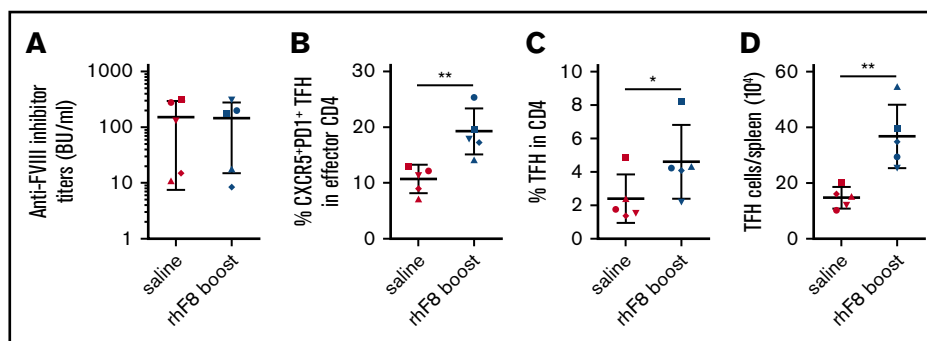 A
Anti-FVIII inhibitor
titers (BU/ml)
1000
100
10
1
saline
rhF8 boost
B
% CXCR5⁺PD1⁺ TFH
in effector CD4
30
20
10
0
**
saline
rhF8 boost
C
% TFH in CD4
10
8
6
4
2
0
*
saline
rhF8 boost
D
TFH cells/spleen (10⁴)
60
40
20
0
**
saline
rhF8 boost